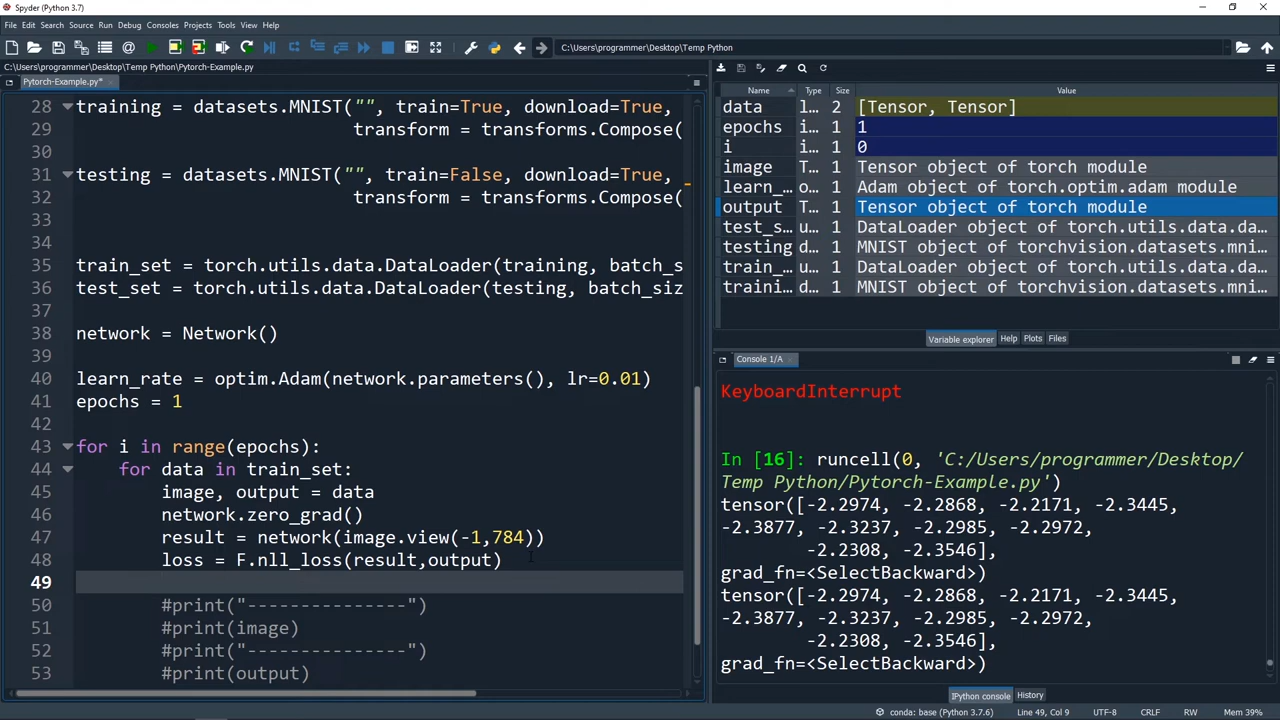 Spyder (Python 3.7)
File Edit Search Source Run Debug Consoles Projects Tools View Help
C:\Users\programmer\Desktop\Temp Python
C:\Users\programmer\Desktop\Temp Python\Pytorch-Example.py
Pytorch-Example.py*
28 training = datasets.MNIST("", train=True, download=True,
29 transform = transforms.Compose(
30
31 testing = datasets.MNIST("", train=False, download=True,
32 transform = transforms.Compose(
33
34
35 train_set = torch.utils.data.DataLoader(training, batch_s
36 test_set = torch.utils.data.DataLoader(testing, batch_siz
37
38 network = Network()
39
40 learn_rate = optim.Adam(network.parameters(), lr=0.01)
41 epochs = 1
42
43 for i in range(epochs):
44 for data in train_set:
45 image, output = data
46 network.zero_grad()
47 result = network(image.view(-1,784))
48 loss = F.nll_loss(result,output)
49
50 #print("---------------")
51 #print(image)
52 #print("---------------")
53 #print(output)
Name Type Size Value
data l... 2 [Tensor, Tensor]
epochs i... 1 1
i i... 1 0
image T... 1 Tensor object of torch module
learn_... o... 1 Adam object of torch.optim.adam module
output T... 1 Tensor object of torch module
test_s... u... 1 DataLoader object of torch.utils.data.da...
testing d... 1 MNIST object of torchvision.datasets.mni...
train_... u... 1 DataLoader object of torch.utils.data.da...
traini... d... 1 MNIST object of torchvision.datasets.mni...
Variable explorer Help Plots Files
Console 1/A
KeyboardInterrupt
In [16]: runcell(0, 'C:/Users/programmer/Desktop/
Temp Python/Pytorch-Example.py')
tensor([-2.2974, -2.2868, -2.2171, -2.3445,
-2.3877, -2.3237, -2.2985, -2.2972,
-2.2308, -2.3546],
grad_fn=<SelectBackward>)
tensor([-2.2974, -2.2868, -2.2171, -2.3445,
-2.3877, -2.3237, -2.2985, -2.2972,
-2.2308, -2.3546],
grad_fn=<SelectBackward>)
IPython console History
conda: base (Python 3.7.6) Line 49, Col 9 UTF-8 CRLF RW Mem 39%